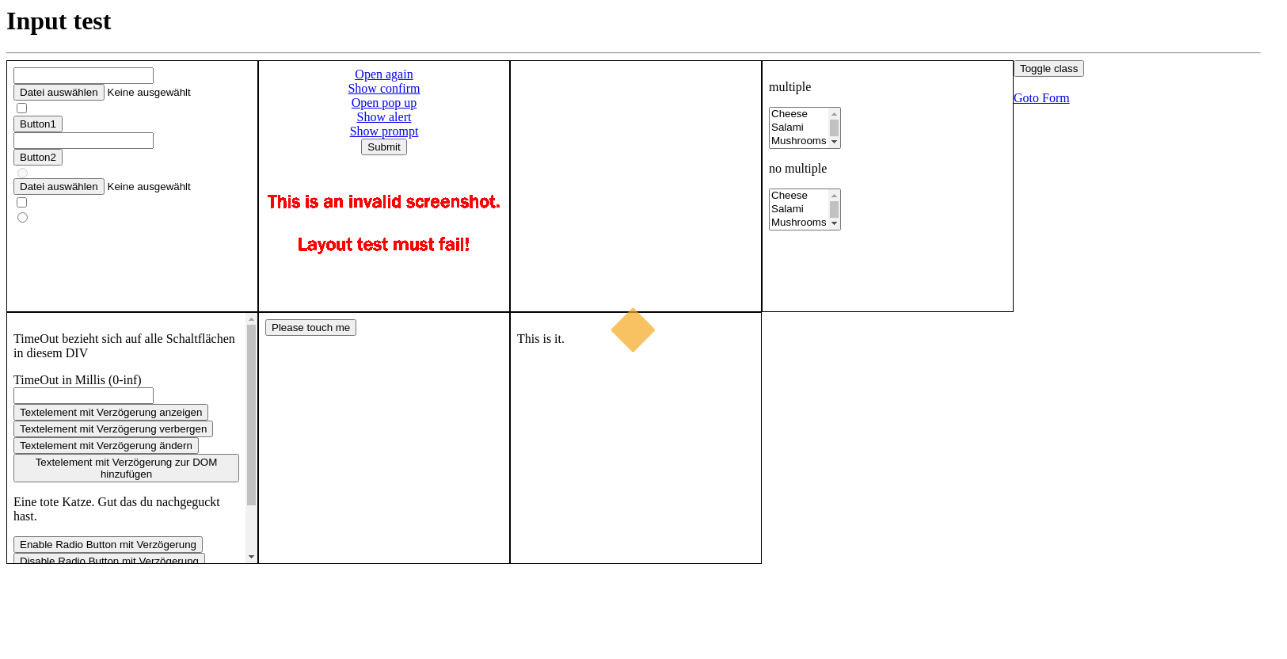 Input test
Datei auswählen Keine ausgewählt
Button1
Button2
Datei auswählen Keine ausgewählt
Open again
Show confirm
Open pop up
Show alert
Show prompt
Submit
This is an invalid screenshot.
Layout test must fail!
multiple
Cheese
Salami
Mushrooms
no multiple
Cheese
Salami
Mushrooms
Toggle class
Goto Form
TimeOut bezieht sich auf alle Schaltflächen
in diesem DIV
TimeOut in Millis (0-inf)
Textelement mit Verzögerung anzeigen
Textelement mit Verzögerung verbergen
Textelement mit Verzögerung ändern
Textelement mit Verzögerung zur DOM
hinzufügen
Eine tote Katze. Gut das du nachgeguckt
hast.
Enable Radio Button mit Verzögerung
Disable Radio Button mit Verzögerung
Please touch me
This is it.